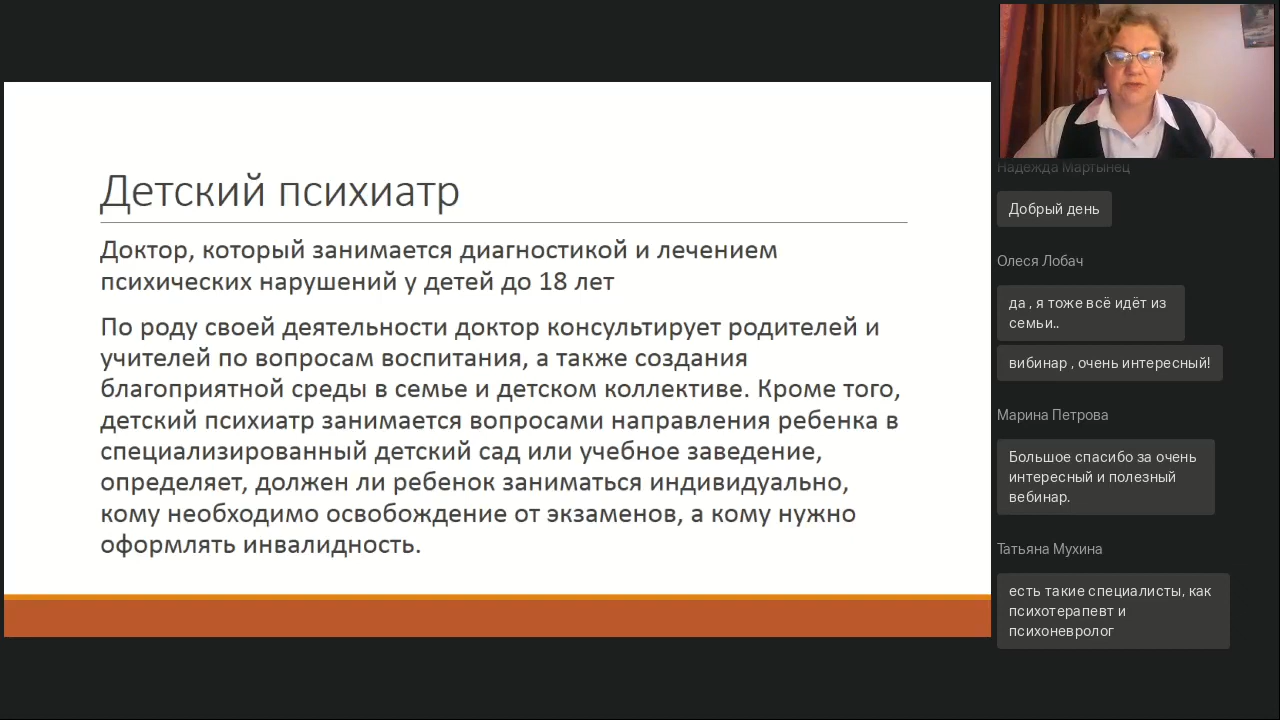 Детский психиатр
Доктор, который занимается диагностикой и лечением
психических нарушений у детей до 18 лет
По роду своей деятельности доктор консультирует родителей и
учителей по вопросам воспитания, а также создания
благоприятной среды в семье и детском коллективе. Кроме того,
детский психиатр занимается вопросами направления ребенка в
специализированный детский сад или учебное заведение,
определяет, должен ли ребенок заниматься индивидуально,
кому необходимо освобождение от экзаменов, а кому нужно
оформлять инвалидность.
Надежда Мартынец
Добрый день
Олеся Лобач
да , я тоже всё идёт из
семьи..
вибинар , очень интересный!
Марина Петрова
Большое спасибо за очень
интересный и полезный
вебинар.
Татьяна Мухина
есть такие специалисты, как
психотерапевт и
психоневролог